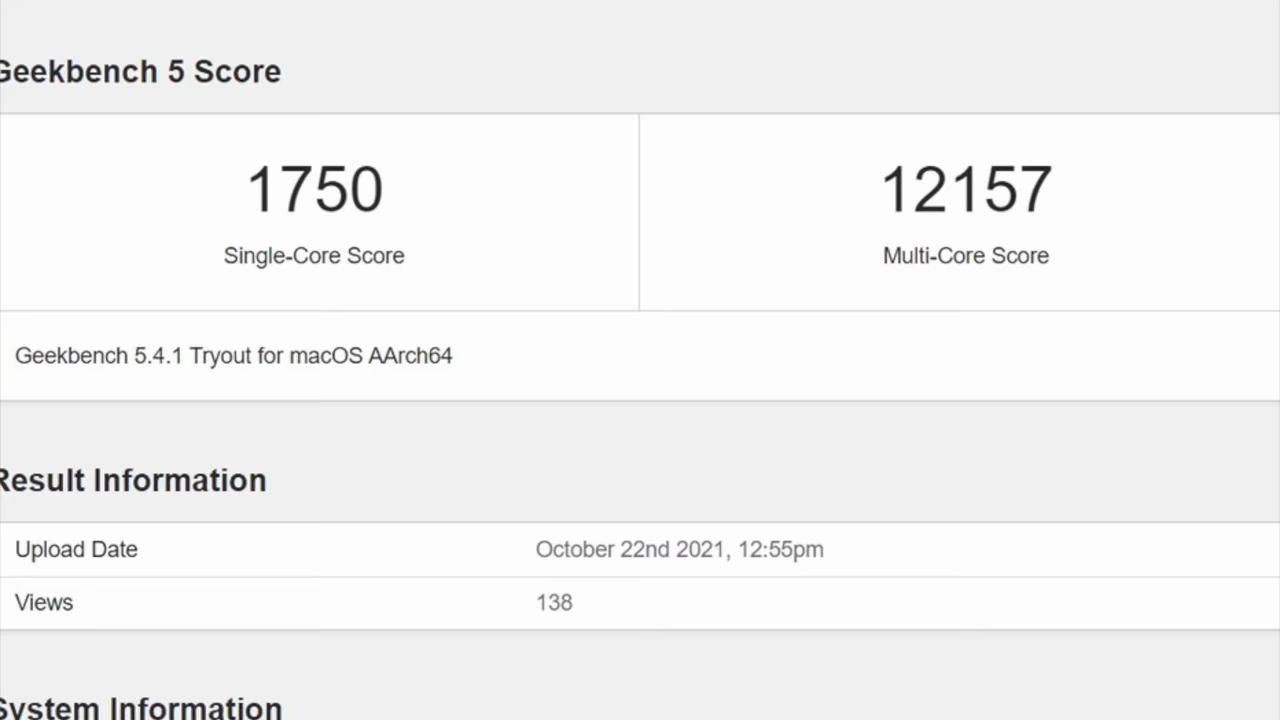 Geekbench 5 Score
1750
Single-Core Score
12157
Multi-Core Score
Geekbench 5.4.1 Tryout for macOS AArch64
Result Information
Upload Date October 22nd 2021, 12:55pm
Views 138
System Information